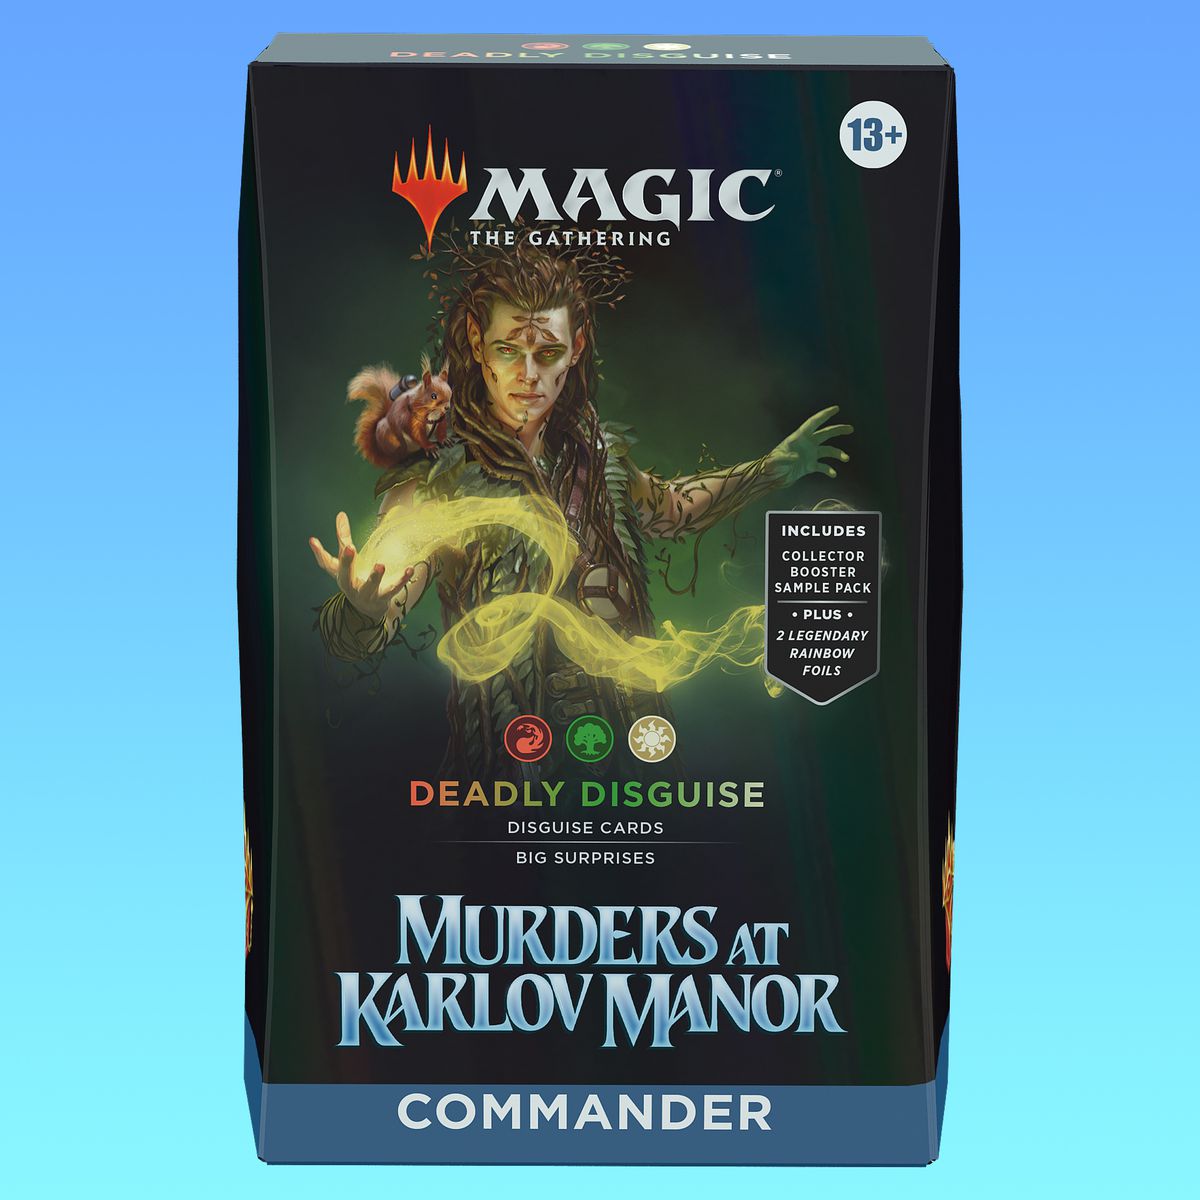 DEADLY DISGUISE
13+
MAGIC®
THE GATHERING
INCLUDES
COLLECTOR
BOOSTER
SAMPLE PACK
• PLUS •
2 LEGENDARY
RAINBOW
FOILS
DEADLY DISGUISE
DISGUISE CARDS
BIG SURPRISES
MURDERS AT
KARLOV MANOR
COMMANDER